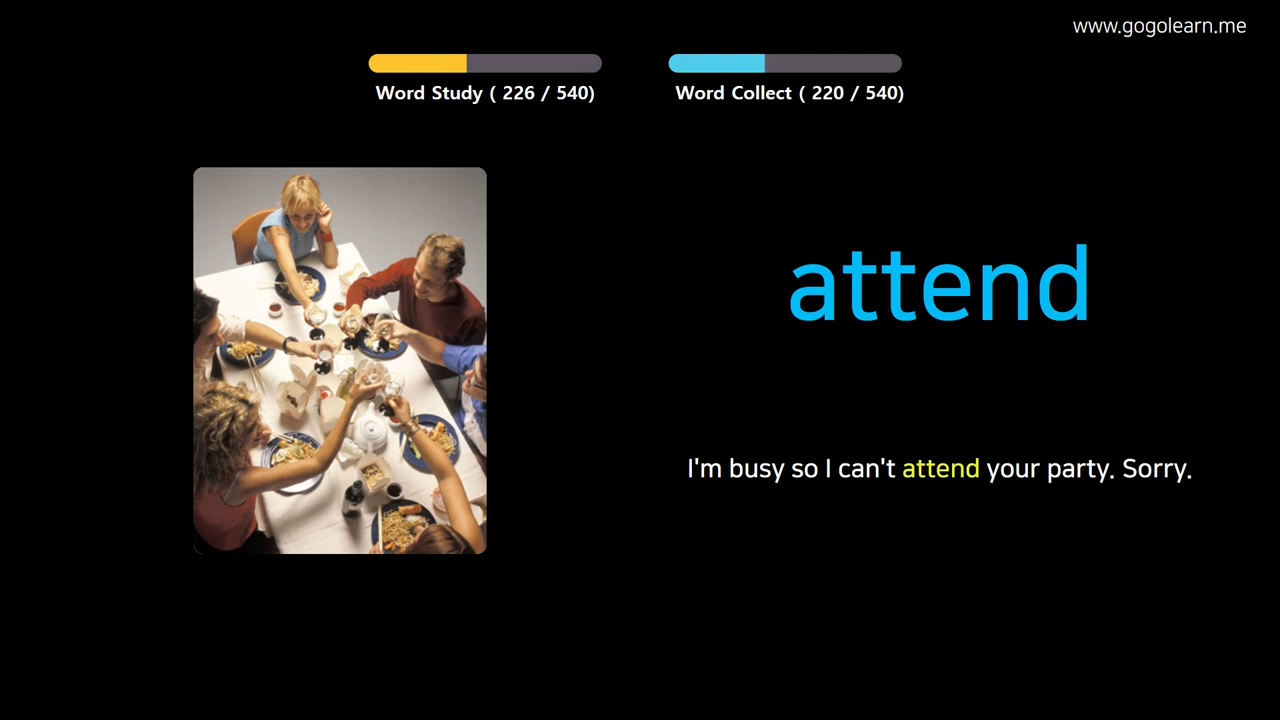 www.gogolearn.me
Word Study ( 226 / 540)
Word Collect ( 220 / 540)
attend
I'm busy so I can't attend your party. Sorry.